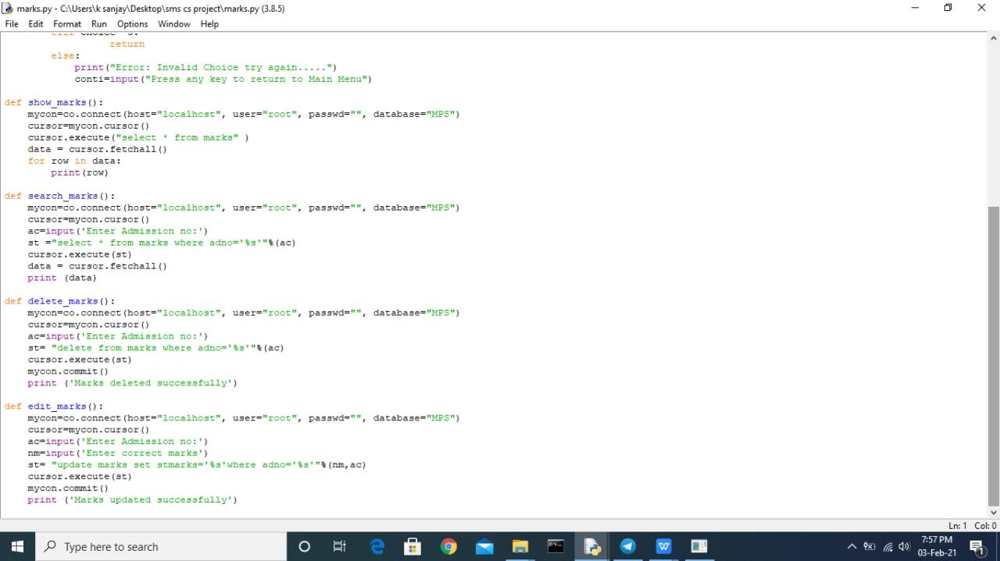 marks.py - C:\Users\k sanjay\Desktop\sms cs project\marks.py (3.8.5)
File Edit Format Run Options Window Help
return
else:
print("Error: Invalid Choice try again.....")
conti=input("Press any key to return to Main Menu")
def show_marks():
mycon=co.connect(host="localhost", user="root", passwd="", database="MPS")
cursor=mycon.cursor()
cursor.execute("select * from marks" )
data = cursor.fetchall()
for row in data:
print(row)
def search_marks():
mycon=co.connect(host="localhost", user="root", passwd="", database="MPS")
cursor=mycon.cursor()
ac=input('Enter Admission no:')
st ="select * from marks where adno='%s'"%(ac)
cursor.execute(st)
data = cursor.fetchall()
print (data)
def delete_marks():
mycon=co.connect(host="localhost", user="root", passwd="", database="MPS")
cursor=mycon.cursor()
ac=input('Enter Admission no:')
st= "delete from marks where adno='%s'"%(ac)
cursor.execute(st)
mycon.commit()
print ('Marks deleted successfully')
def edit_marks():
mycon=co.connect(host="localhost", user="root", passwd="", database="MPS")
cursor=mycon.cursor()
ac=input('Enter Admission no:')
nm=input('Enter correct marks')
st= "update marks set stmarks='%s'where adno='%s'"%(nm,ac)
cursor.execute(st)
mycon.commit()
print ('Marks updated successfully')
Ln: 1 Col: 0
Type here to search
7:57 PM
03-Feb-21
1